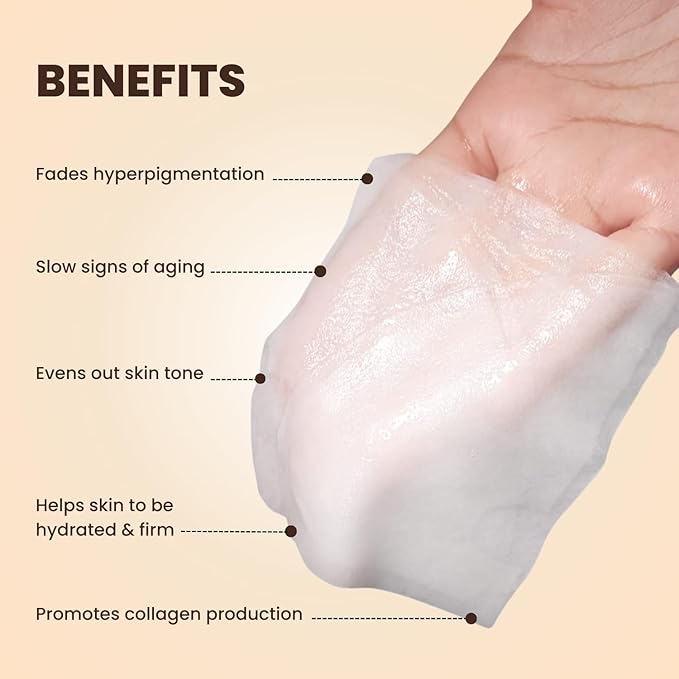 BENEFITS
Fades hyperpigmentation
Slow signs of aging
Evens out skin tone
Helps skin to be
hydrated & firm
Promotes collagen production